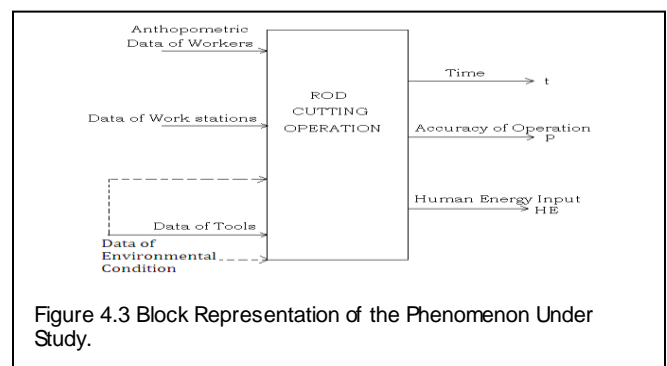 Anthopometric
Data of Workers
Data of Work stations
Data of Tools
Data of
Environmental
Condition
ROD
CUTTING
OPERATION
Time
t
Accuracy of Operation
P
Human Energy Input
HE
Figure 4.3 Block Representation of the Phenomenon Under
Study.